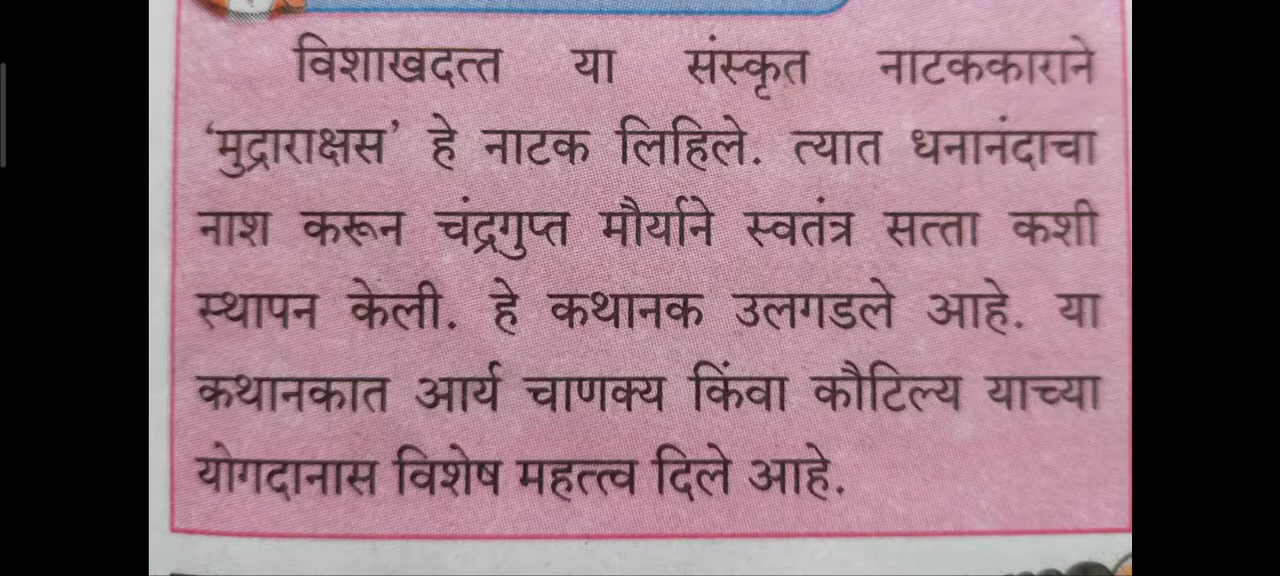 विशाखदत्त या संस्कृत नाटककाराने
‘मुद्राराक्षस’ हे नाटक लिहिले. त्यात धनानंदाचा
नाश करून चंद्रगुप्त मौर्याने स्वतंत्र सत्ता कशी
स्थापन केली. हे कथानक उलगडले आहे. या
कथानकात आर्य चाणक्य किंवा कौटिल्य याच्या
योगदानास विशेष महत्त्व दिले आहे.